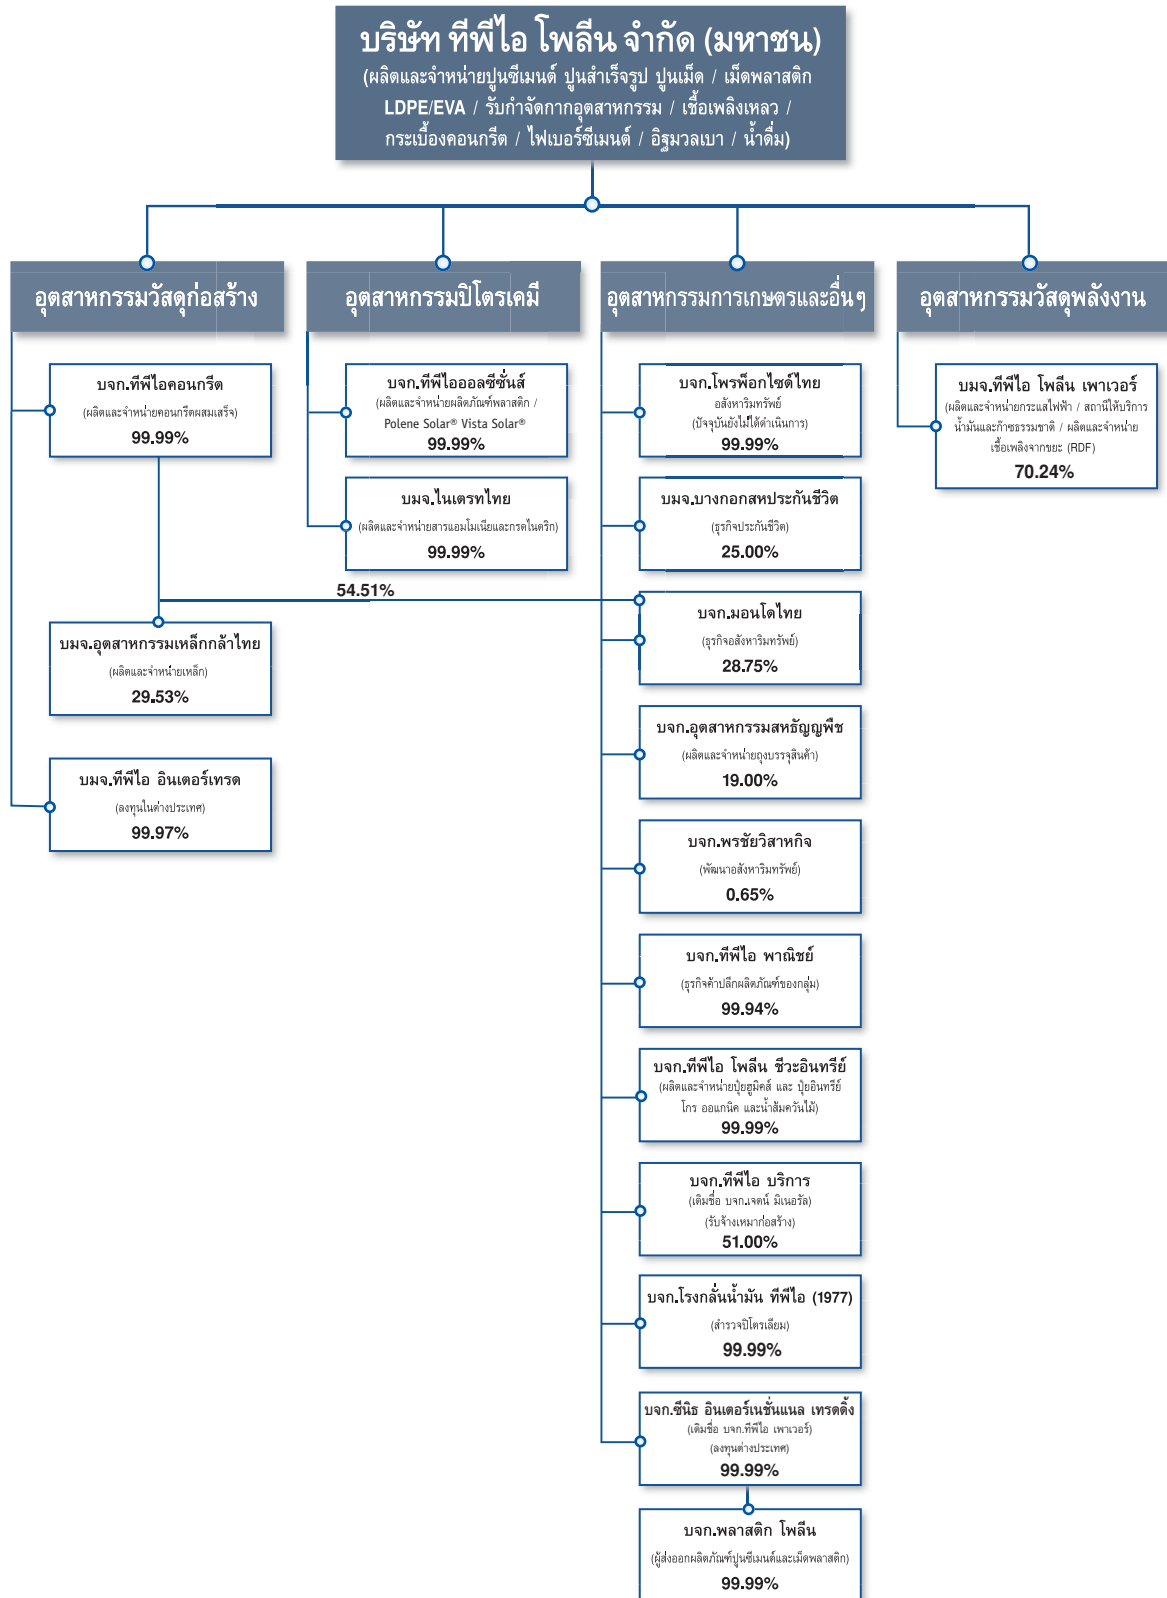 บริษัท ทีพีไอ โพลีน จำกัด (มหาชน)
(ผลิตและจำหน่ายปูนซีเมนต์ ปูนสำเร็จรูป ปูนเม็ด / เม็ดพลาสติก
LDPE/EVA / รับกำจัดกากอุตสาหกรรม / เชื้อเพลิงเหลว /
กระเบื้องคอนกรีต / ไฟเบอร์ซีเมนต์ / อิฐมวลเบา / น้ำดื่ม)
อุตสาหกรรมวัสดุก่อสร้าง
บจก.ทีพีไอคอนกรีต
(ผลิตและจำหน่ายคอนกรีตผสมเสร็จ)
99.99%
54.51%
บมจ.อุตสาหกรรมเหล็กกล้าไทย
(ผลิตและจำหน่ายเหล็ก)
29.53%
บมจ.ทีพีไอ อินเตอร์เทรด
(ลงทุนในต่างประเทศ)
99.97%
อุตสาหกรรมปิโตรเคมี
บจก.ทีพีไอออลซีซั่นส์
(ผลิตและจำหน่ายผลิตภัณฑ์พลาสติก /
Polene Solar® Vista Solar®
99.99%
บมจ.ไนเตรทไทย
(ผลิตและจำหน่ายสารแอมโมเนียและกรดไนตริก)
99.99%
อุตสาหกรรมการเกษตรและอื่นๆ
บจก.โพรพ็อกไซด์ไทย
อสังหาริมทรัพย์
(ปัจจุบันยังไม่ได้ดำเนินการ)
99.99%
บมจ.บางกอกสหประกันชีวิต
(ธุรกิจประกันชีวิต)
25.00%
บจก.มอนโดไทย
(ธุรกิจอสังหาริมทรัพย์)
28.75%
บจก.อุตสาหกรรมสหธัญญพืช
(ผลิตและจำหน่ายถุงบรรจุสินค้า)
19.00%
บจก.พรชัยวิสาหกิจ
(พัฒนาอสังหาริมทรัพย์)
0.65%
บจก.ทีพีไอ พาณิชย์
(ธุรกิจค้าปลีกผลิตภัณฑ์ของกลุ่ม)
99.94%
บจก.ทีพีไอ โพลีน ชีวะอินทรีย์
(ผลิตและจำหน่ายปุ๋ยฮูมิคส์ และ ปุ๋ยอินทรีย์
โกร ออแกนิค และน้ำส้มควันไม้)
99.99%
บจก.ทีพีไอ บริการ
(เดิมชื่อ บจก.เจตน์ มิเนอรัล)
(รับจ้างเหมาก่อสร้าง)
51.00%
บจก.โรงกลั่นน้ำมัน ทีพีไอ (1977)
(สำรวจปิโตรเลียม)
99.99%
บจก.ซีนิธ อินเตอร์เนชั่นแนล เทรดดิ้ง
(เดิมชื่อ บจก.ทีพีไอ เพาเวอร์)
(ลงทุนต่างประเทศ)
99.99%
บจก.พลาสติก โพลีน
(ผู้ส่งออกผลิตภัณฑ์ปูนซีเมนต์และเม็ดพลาสติก)
99.99%
อุตสาหกรรมวัสดุพลังงาน
บมจ.ทีพีไอ โพลีน เพาเวอร์
(ผลิตและจำหน่ายกระแสไฟฟ้า / สถานีให้บริการ
น้ำมันและก๊าซธรรมชาติ / ผลิตและจำหน่าย
เชื้อเพลิงจากขยะ (RDF)
70.24%